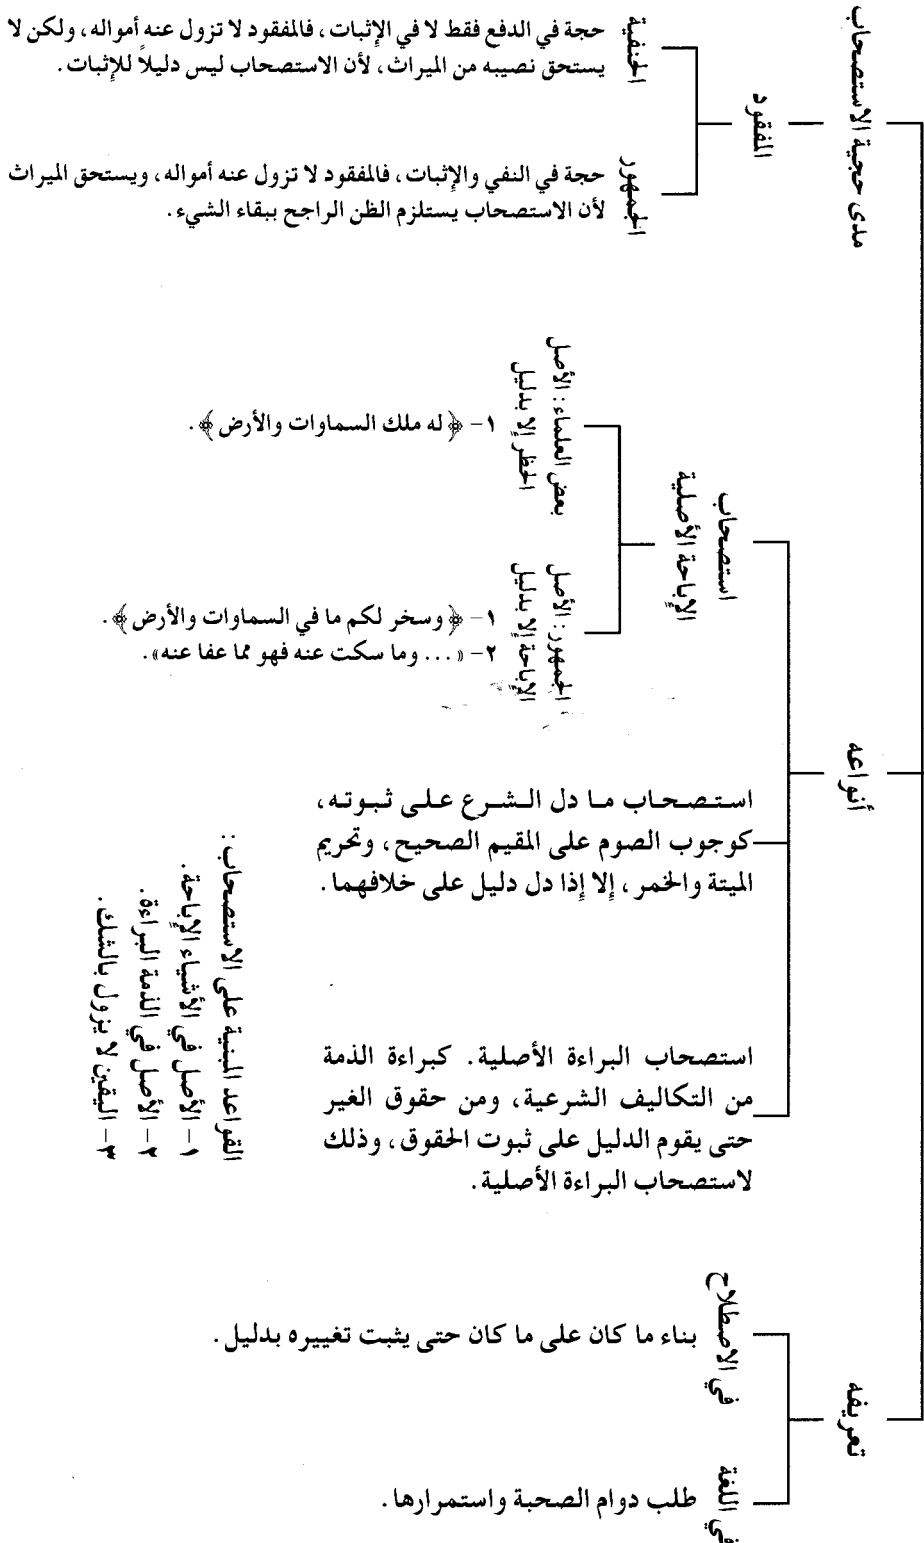 مدى حجية الاستصحاب
المفقود
الحنفية
حجة في الدفع فقط لا في الإثبات، فالمفقود لا تزول عنه أمواله، ولكن لا
يستحق نصيبه من الميراث، لأن الاستصحاب ليس دليلاً للإثبات.
الجمهور
حجة في النفي والإثبات، فالمفقود لا تزول عنه أمواله، ويستحق الميراث
لأن الاستصحاب يستلزم الظن الراجح ببقاء الشيء.
أنواعه
استصحاب
الإباحة الأصلية
بعض العلماء: الأصل
الحظر إلا بدليل
١- ﴿له ملك السماوات والأرض﴾.
الجمهور: الأصل
الإباحة إلا بدليل
١- ﴿وسخر لكم ما في السماوات والأرض﴾.
٢- «... وما سكت عنه فهو مما عفا عنه».
استصحاب ما دل الشرع على ثبوته،
كوجوب الصوم على المقيم الصحيح، وتحريم
الميتة والخمر، إلا إذا دل دليل على خلافهما.
استصحاب البراءة الأصلية. كبراءة الذمة
من التكاليف الشرعية، ومن حقوق الغير
حتى يقوم الدليل على ثبوت الحقوق، وذلك
لاستصحاب البراءة الأصلية.
القواعد المبنية على الاستصحاب:
١- الأصل في الأشياء الإباحة.
٢- الأصل في الذمة البراءة.
٣- اليقين لا يزول بالشك.
تعريفه
في الاصطلاح
بناء ما كان على ما كان حتى يثبت تغييره بدليل.
في اللغة
طلب دوام الصحبة واستمرارها.